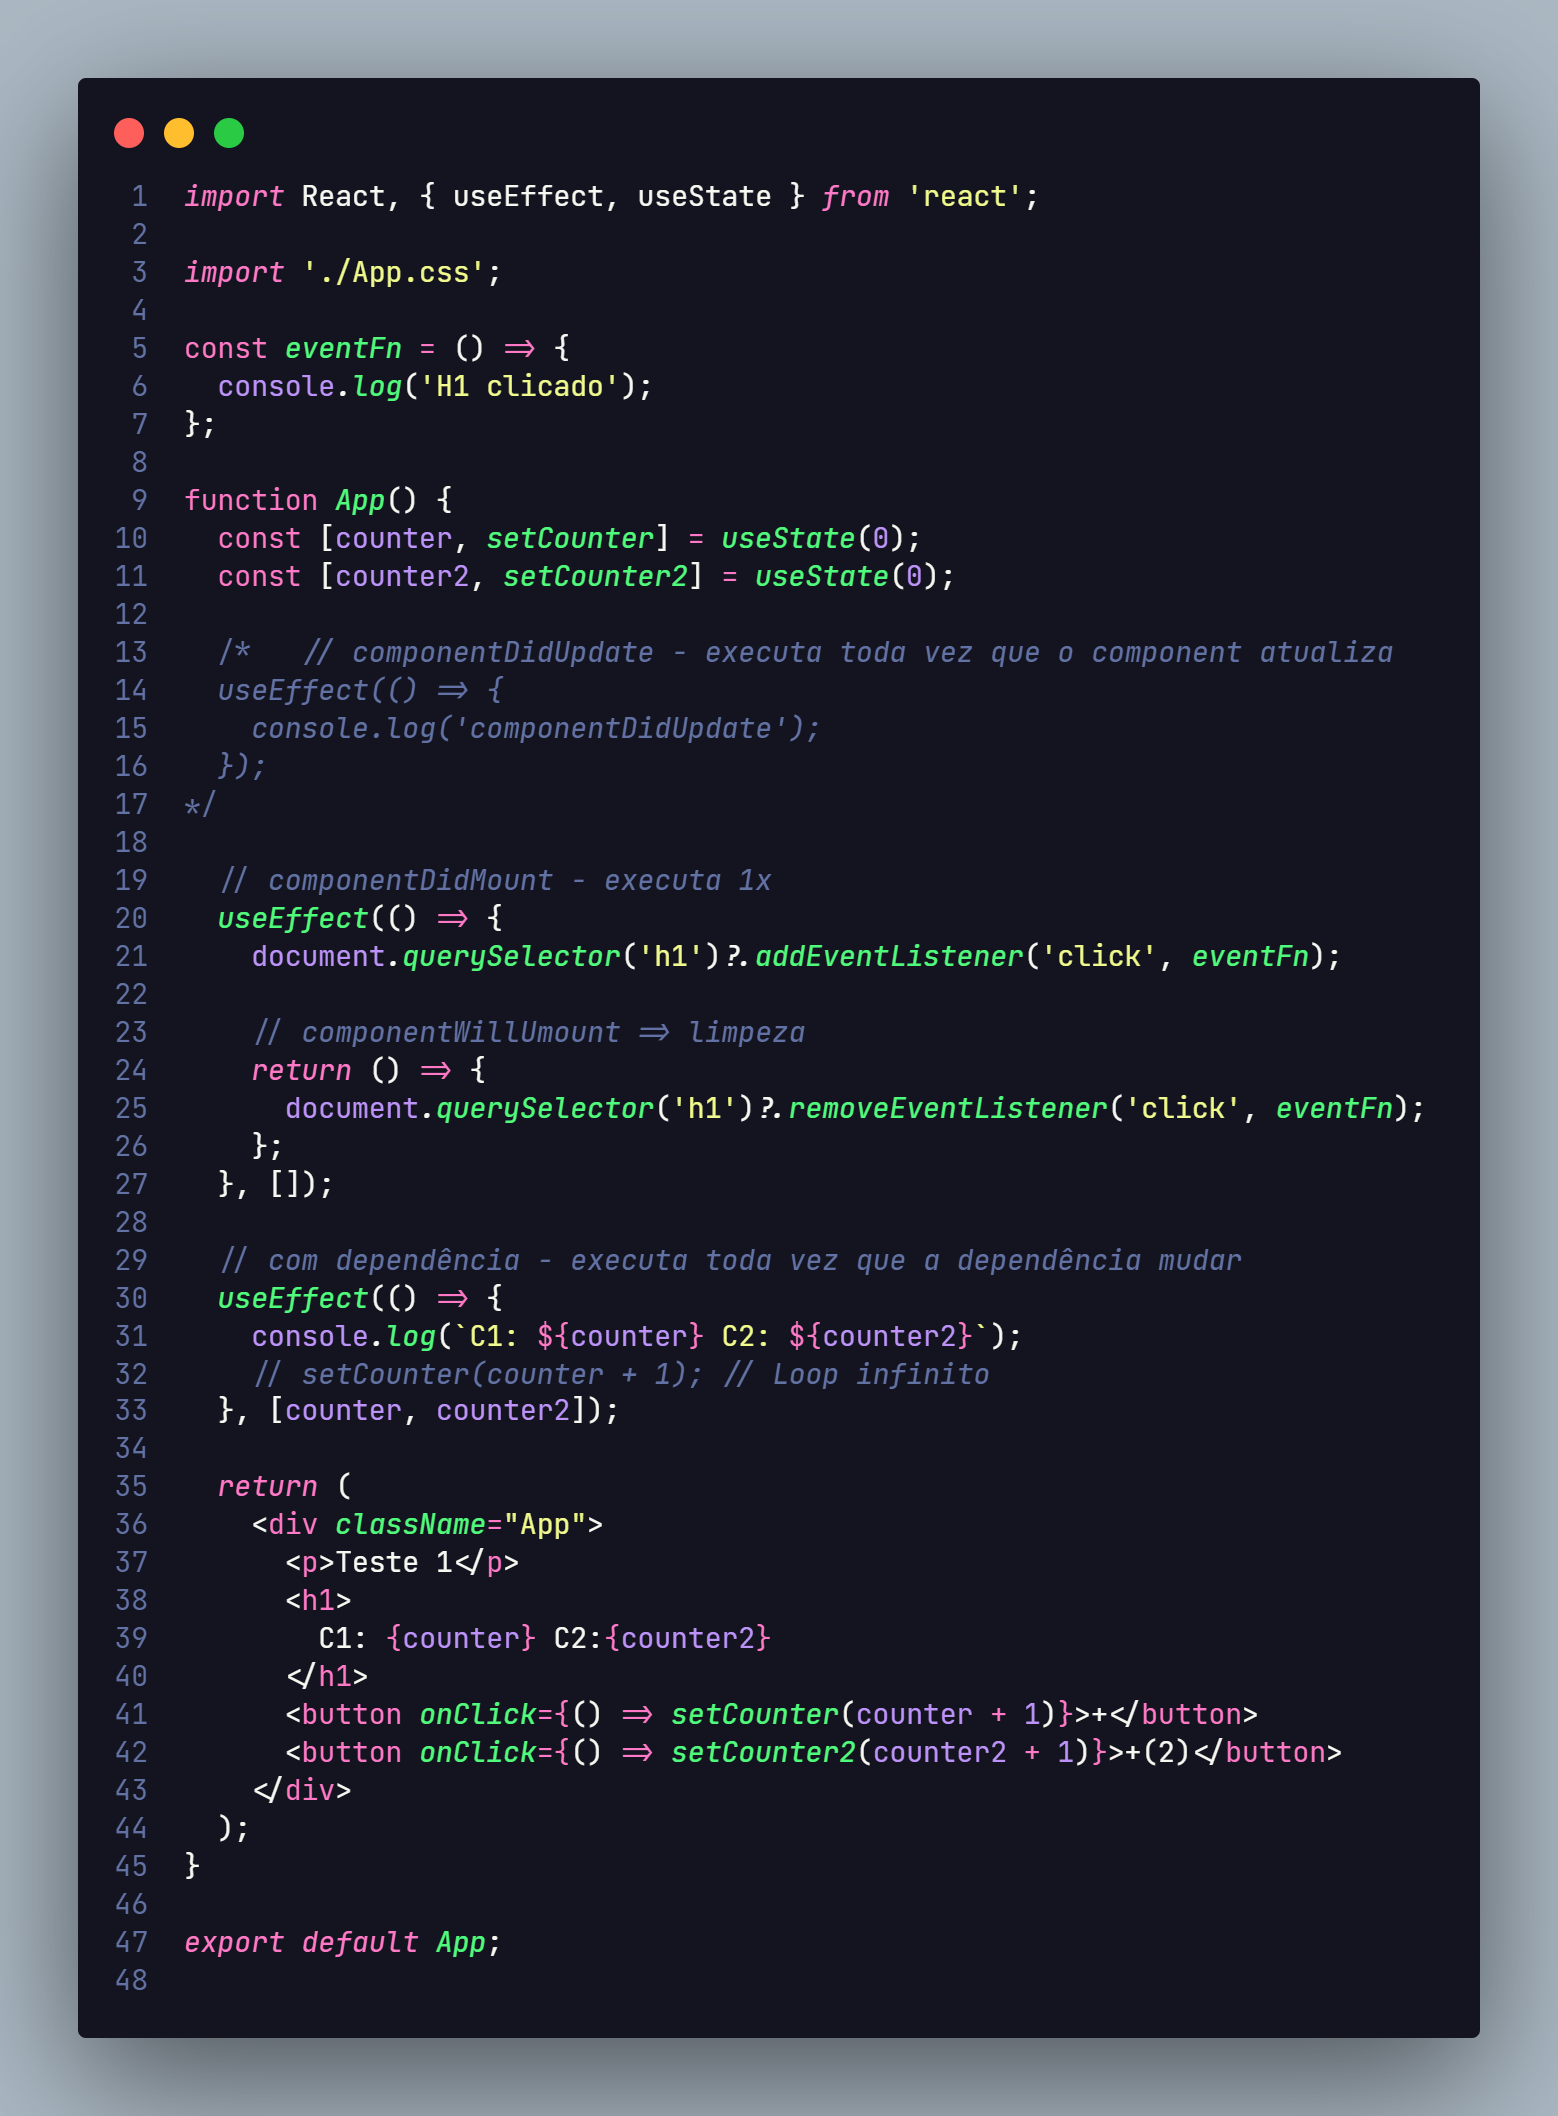 1 import React, { useEffect, useState } from 'react';
2
3 import './App.css';
4
5 const eventFn = () => {
6   console.log('H1 clicado');
7 };
8
9 function App() {
10   const [counter, setCounter] = useState(0);
11   const [counter2, setCounter2] = useState(0);
12
13   /*   // componentDidUpdate - executa toda vez que o component atualiza
14   useEffect(() => {
15     console.log('componentDidUpdate');
16   });
17 */
18
19   // componentDidMount - executa 1x
20   useEffect(() => {
21     document.querySelector('h1')?.addEventListener('click', eventFn);
22
23     // componentWillUmount => limpeza
24     return () => {
25       document.querySelector('h1')?.removeEventListener('click', eventFn);
26     };
27   }, []);
28
29   // com dependência - executa toda vez que a dependência mudar
30   useEffect(() => {
31     console.log(`C1: ${counter} C2: ${counter2}`);
32     // setCounter(counter + 1); // Loop infinito
33   }, [counter, counter2]);
34
35   return (
36     <div className="App">
37       <p>Teste 1</p>
38       <h1>
39         C1: {counter} C2:{counter2}
40       </h1>
41       <button onClick={() => setCounter(counter + 1)}>+</button>
42       <button onClick={() => setCounter2(counter2 + 1)}>+(2)</button>
43     </div>
44   );
45 }
46
47 export default App;
48